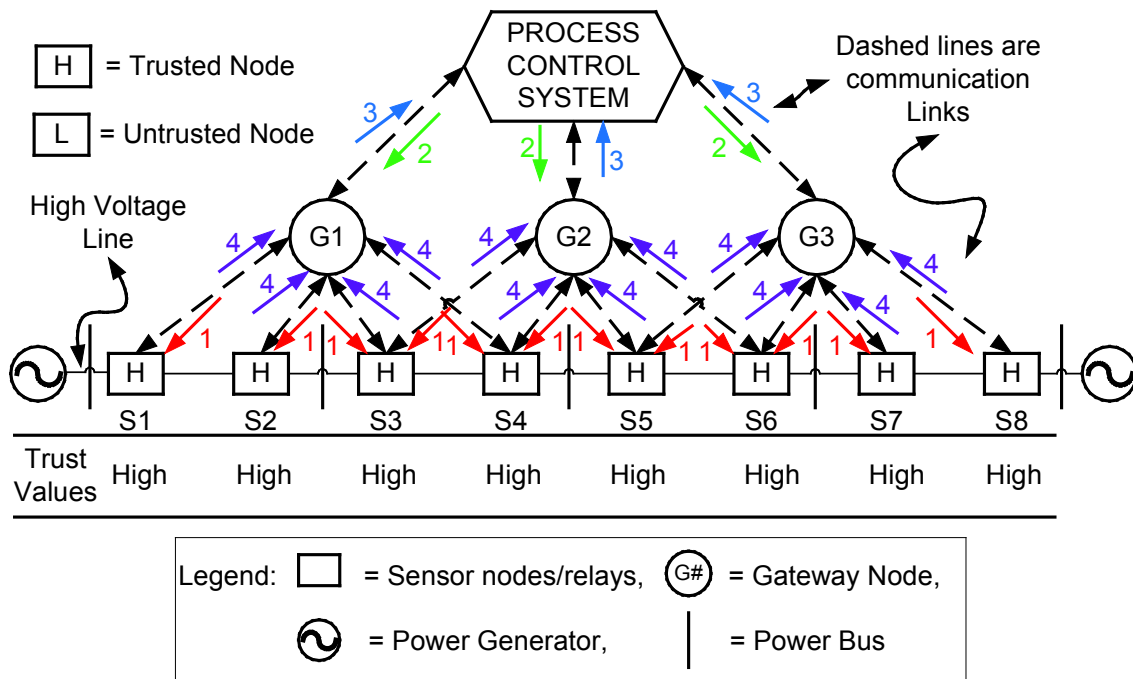 PROCESS
CONTROL
SYSTEM
H = Trusted Node
L = Untrusted Node
Dashed lines are
communication
Links
3 2 2 3 2 3
High Voltage
Line
G1 G2 G3
4 4 4 4 4 4
4 4 4 4 4 4
1 1 1 1 1 1 1 1 1 1 1 1
H H H H H H H H
S1 S2 S3 S4 S5 S6 S7 S8
Trust
Values
High High High High High High High High
Legend: = Sensor nodes/relays, G# = Gateway Node,
= Power Generator, = Power Bus